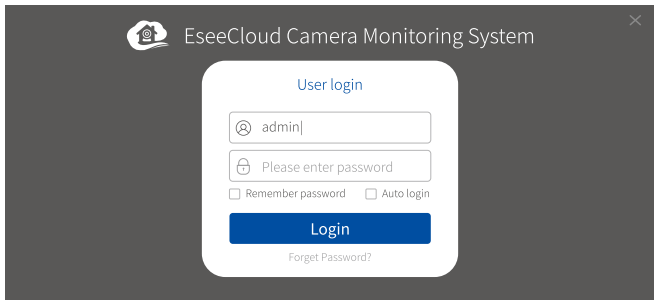 EseeCloud Camera Monitoring System
User login
admin
Please enter password
Remember password Auto login
Login
Forget Password?